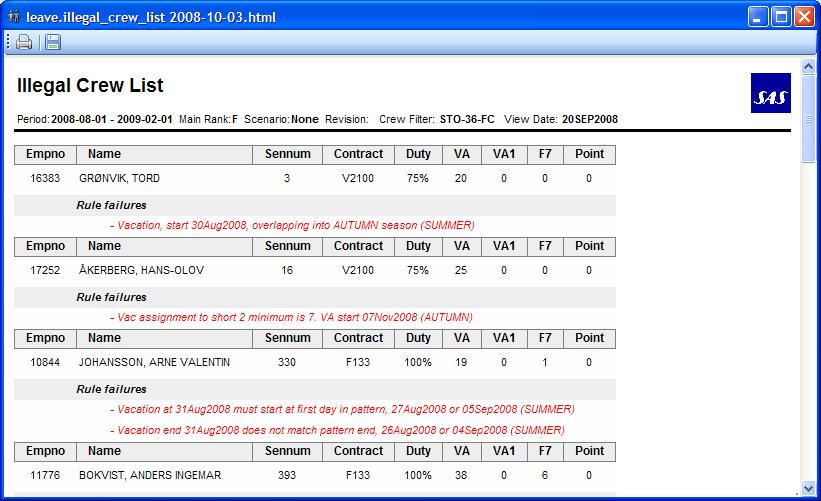 leave.illegal_crew_list 2008-10-03.html
Illegal Crew List
SAS
Period: 2008-08-01 - 2009-02-01 Main Rank: F Scenario: None Revision: Crew Filter: STO-36-FC View Date: 20SEP2008
Empno Name Sennum Contract Duty VA VA1 F7 Point
16383 GRØNVIK, TORD 3 V2100 75% 20 0 0 0
Rule failures
- Vacation, start 30Aug2008, overlapping into AUTUMN season (SUMMER)
Empno Name Sennum Contract Duty VA VA1 F7 Point
17252 ÅKERBERG, HANS-OLOV 16 V2100 75% 25 0 0 0
Rule failures
- Vac assignment to short 2 minimum is 7. VA start 07Nov2008 (AUTUMN)
Empno Name Sennum Contract Duty VA VA1 F7 Point
10844 JOHANSSON, ARNE VALENTIN 330 F133 100% 19 0 1 0
Rule failures
- Vacation at 31Aug2008 must start at first day in pattern, 27Aug2008 or 05Sep2008 (SUMMER)
- Vacation end 31Aug2008 does not match pattern end, 26Aug2008 or 04Sep2008 (SUMMER)
Empno Name Sennum Contract Duty VA VA1 F7 Point
11776 BOKVIST, ANDERS INGEMAR 393 F133 100% 38 0 6 0